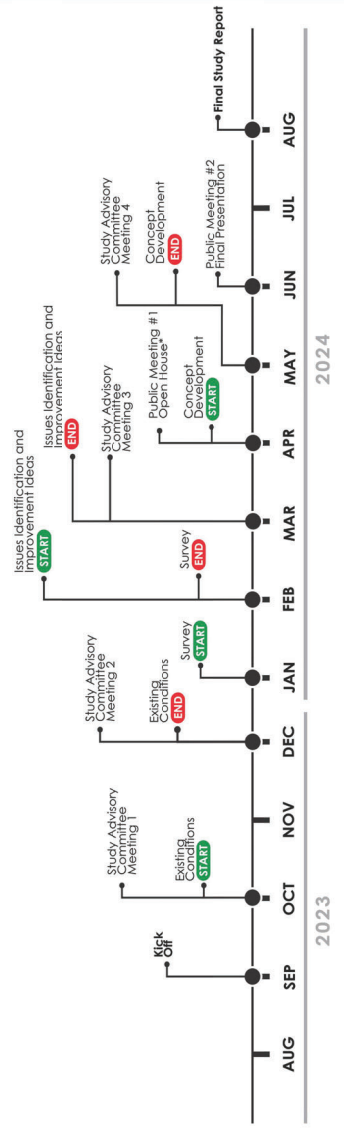 Kick
Off
Study Advisory
Committee
Meeting 1
Existing
Conditions
START
Study Advisory
Committee
Meeting 2
Existing
Conditions
END
Survey
START
Issues Identification and
Improvement Ideas
START
Survey
END
Issues Identification and
Improvement Ideas
END
Study Advisory
Committee
Meeting 3
Public Meeting #1
Open House*
Concept
Development
START
Study Advisory
Committee
Meeting 4
Concept
Development
END
Public Meeting #2
Final Presentation
Final Study Report
AUG
SEP
OCT
NOV
DEC
JAN
FEB
MAR
APR
MAY
JUN
JUL
AUG
2023
2024